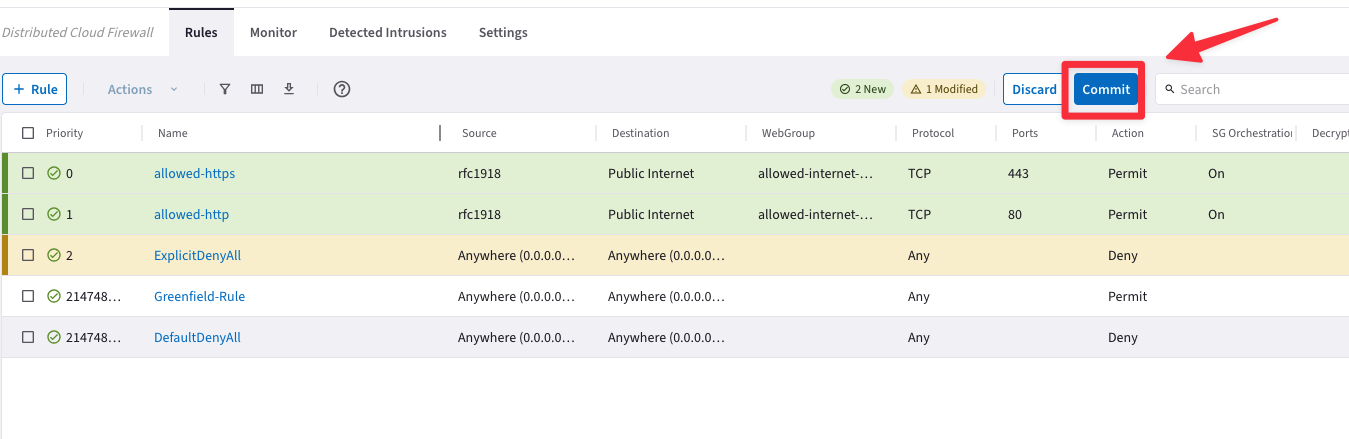 Distributed Cloud Firewall Rules Monitor Detected Intrusions Settings
+ Rule Actions 2 New 1 Modified Discard Commit Search
Priority Name Source Destination WebGroup Protocol Ports Action SG Orchestration Decrypt
0 allowed-https rfc1918 Public Internet allowed-internet-... TCP 443 Permit On
1 allowed-http rfc1918 Public Internet allowed-internet-... TCP 80 Permit On
2 ExplicitDenyAll Anywhere (0.0.0.0... Anywhere (0.0.0.0... Any Deny
214748... Greenfield-Rule Anywhere (0.0.0.0... Anywhere (0.0.0.0... Any Permit
214748... DefaultDenyAll Anywhere (0.0.0.0... Anywhere (0.0.0.0... Any Deny